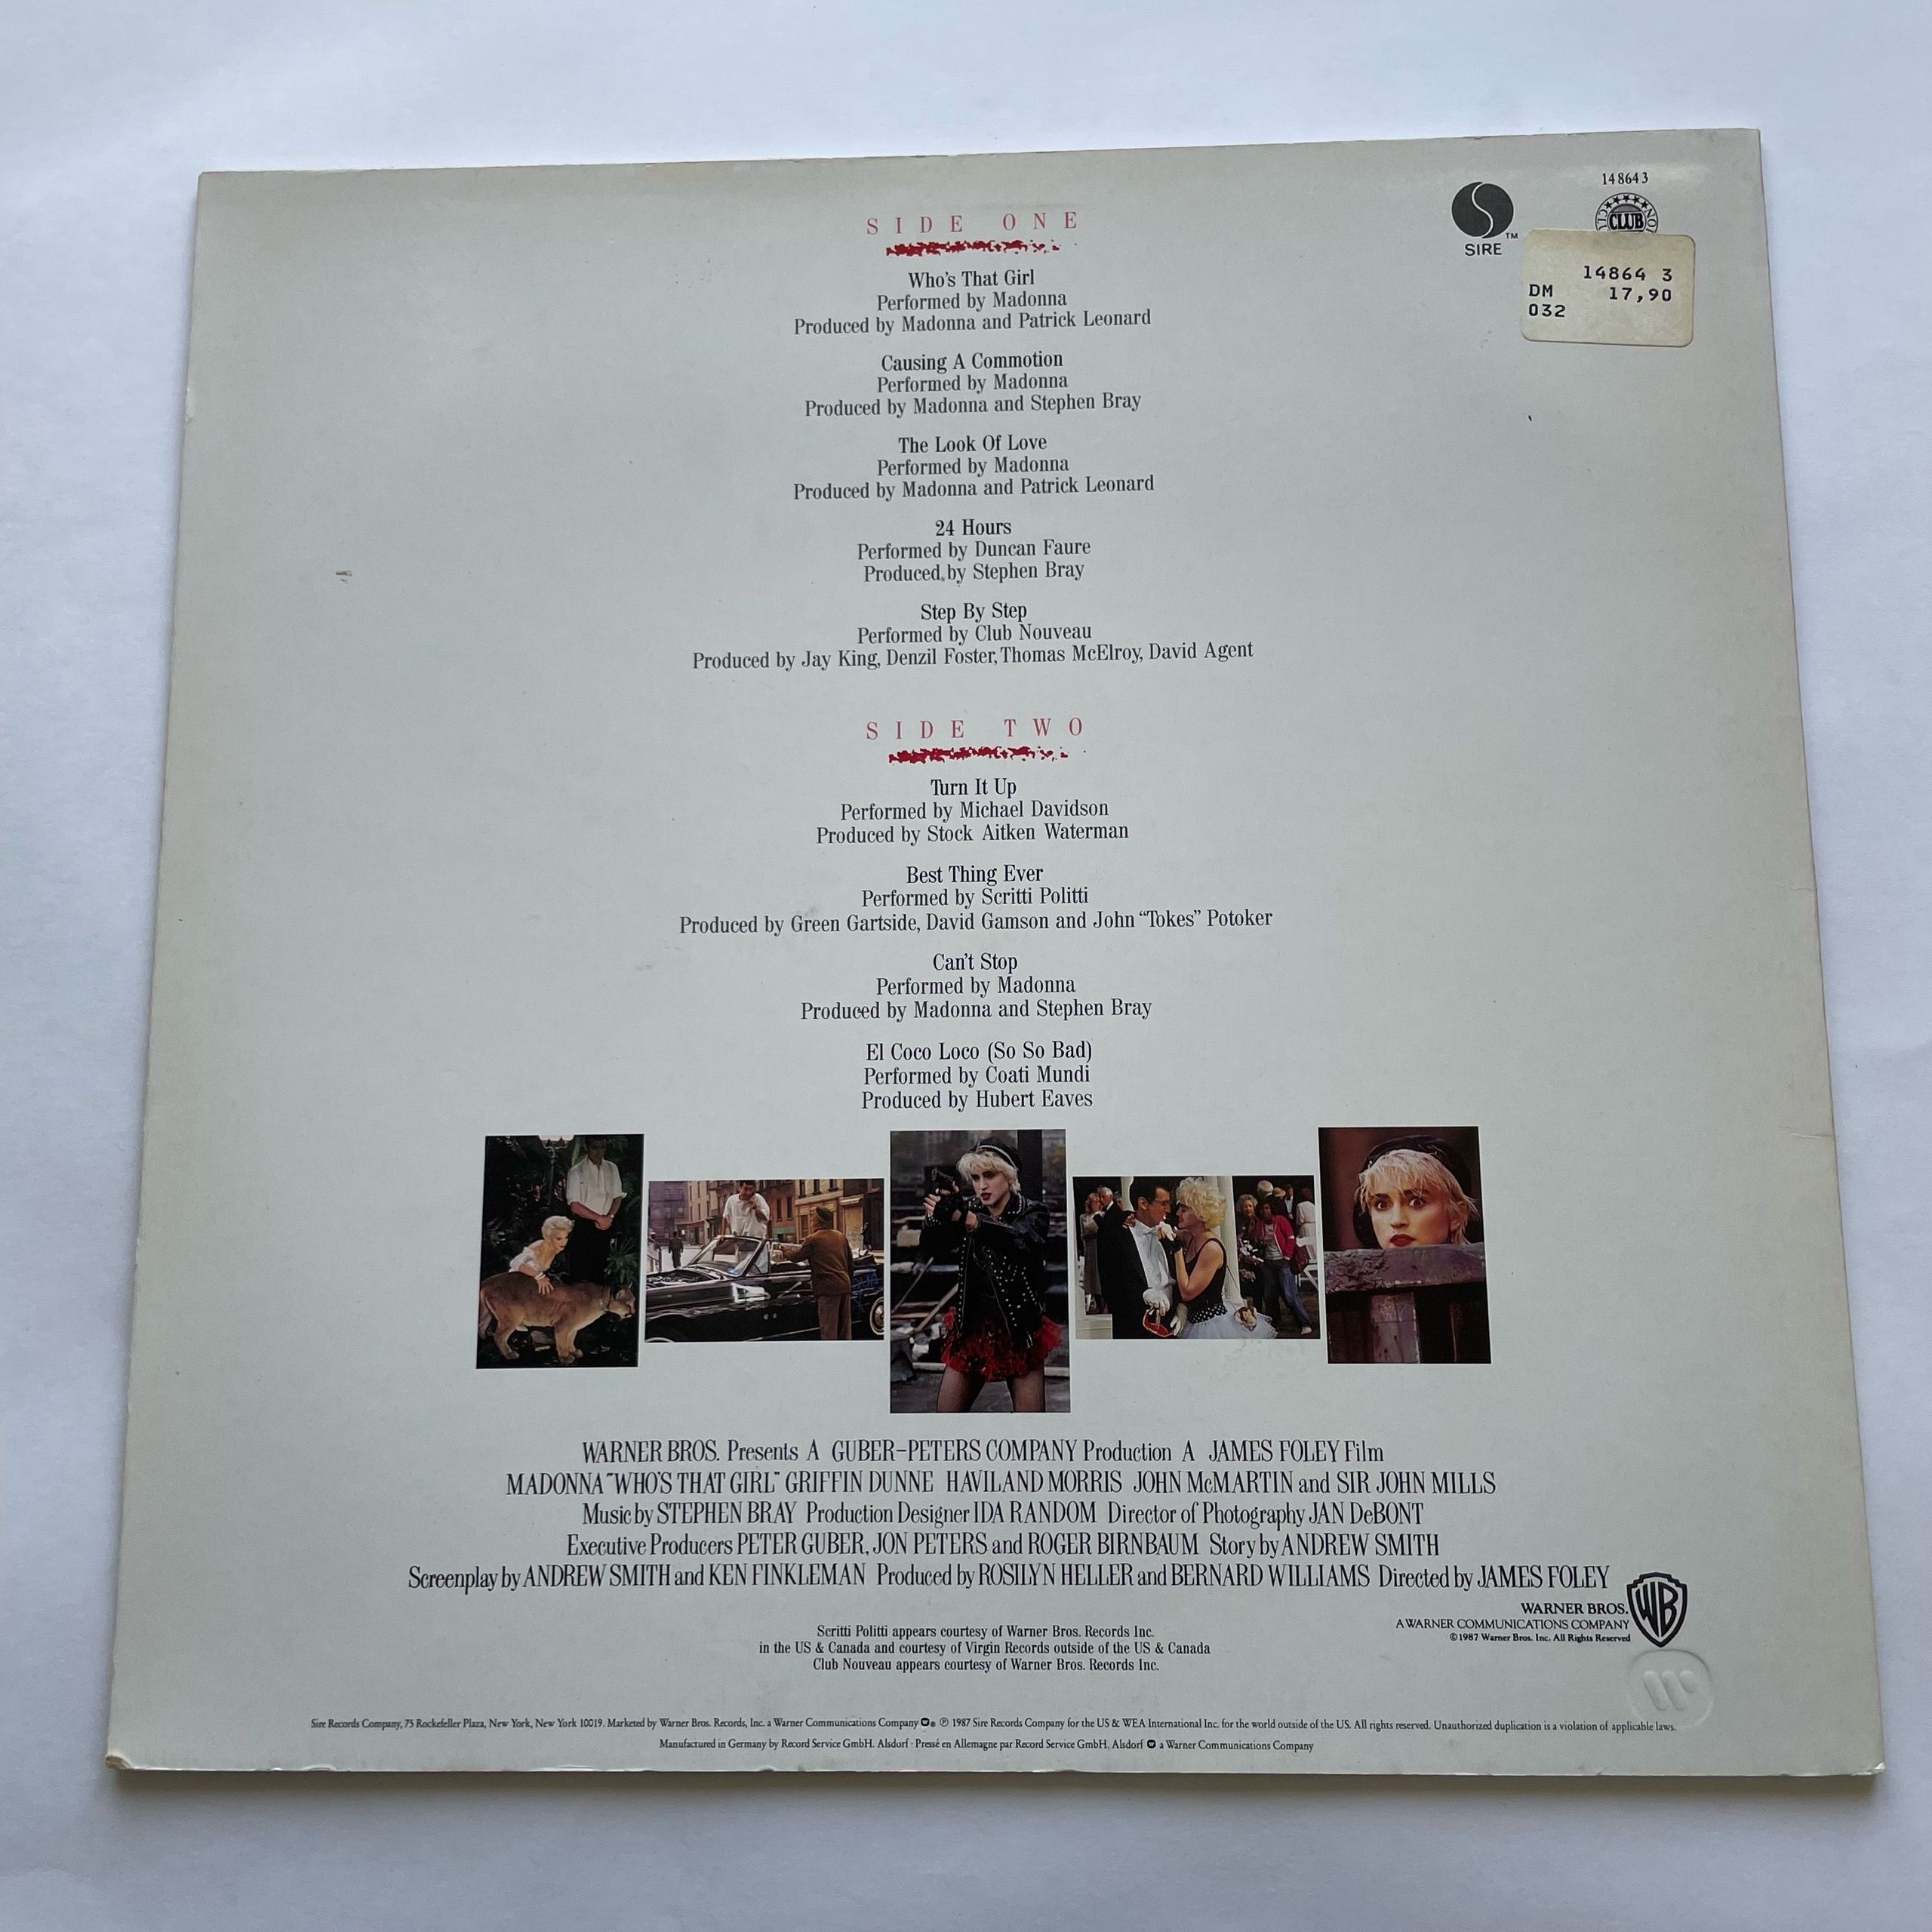 148643
CLUB
SIRE TM
14864 3
DM 17,90
032
SIDE ONE
Who's That Girl
Performed by Madonna
Produced by Madonna and Patrick Leonard
Causing A Commotion
Performed by Madonna
Produced by Madonna and Stephen Bray
The Look Of Love
Performed by Madonna
Produced by Madonna and Patrick Leonard
24 Hours
Performed by Duncan Faure
Produced by Stephen Bray
Step By Step
Performed by Club Nouveau
Produced by Jay King, Denzil Foster, Thomas McElroy, David Agent
SIDE TWO
Turn It Up
Performed by Michael Davidson
Produced by Stock Aitken Waterman
Best Thing Ever
Performed by Scritti Politti
Produced by Green Gartside, David Gamson and John “Tokes” Potoker
Can't Stop
Performed by Madonna
Produced by Madonna and Stephen Bray
El Coco Loco (So So Bad)
Performed by Coati Mundi
Produced by Hubert Eaves
WARNER BROS. Presents A GUBER-PETERS COMPANY Production A JAMES FOLEY Film
MADONNA "WHO'S THAT GIRL" GRIFFIN DUNNE HAVILAND MORRIS JOHN McMARTIN and SIR JOHN MILLS
Music by STEPHEN BRAY Production Designer IDA RANDOM Director of Photography JAN DeBONT
Executive Producers PETER GUBER, JON PETERS and ROGER BIRNBAUM Story by ANDREW SMITH
Screenplay by ANDREW SMITH and KEN FINKLEMAN Produced by ROSILYN HELLER and BERNARD WILLIAMS Directed by JAMES FOLEY
WB
WARNER BROS.
A WARNER COMMUNICATIONS COMPANY
©1987 Warner Bros. Inc. All Rights Reserved
Scritti Politti appears courtesy of Warner Bros. Records Inc.
in the US & Canada and courtesy of Virgin Records outside of the US & Canada
Club Nouveau appears courtesy of Warner Bros. Records Inc.
Sire Records Company, 75 Rockefeller Plaza, New York, New York 10019. Marketed by Warner Bros. Records, Inc. a Warner Communications Company ℗ 1987 Sire Records Company for the US & WEA International Inc. for the world outside of the US. All rights reserved. Unauthorized duplication is a violation of applicable laws.
Manufactured in Germany by Record Service GmbH. Alsdorf · Pressé en Allemagne par Record Service GmbH. Alsdorf a Warner Communications Company